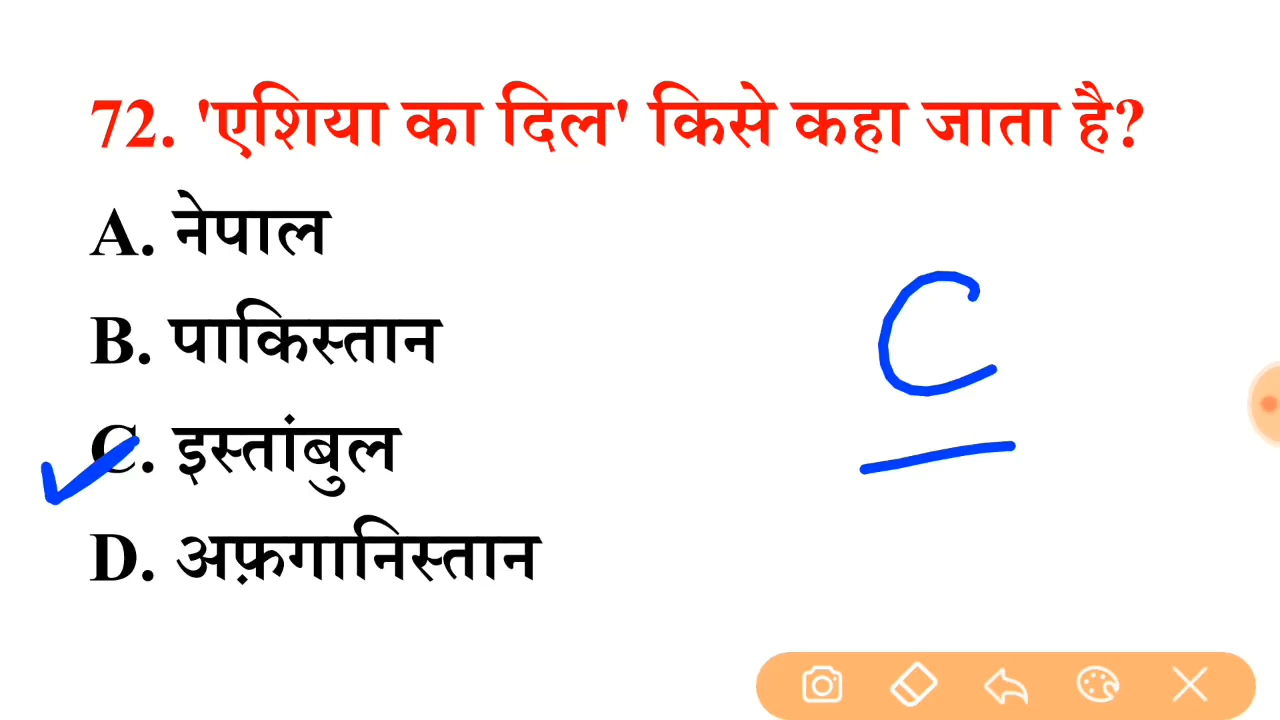 72. 'एशिया का दिल' किसे कहा जाता है?
A. नेपाल
B. पाकिस्तान
C. इस्तांबुल
D. अफ़गानिस्तान
C